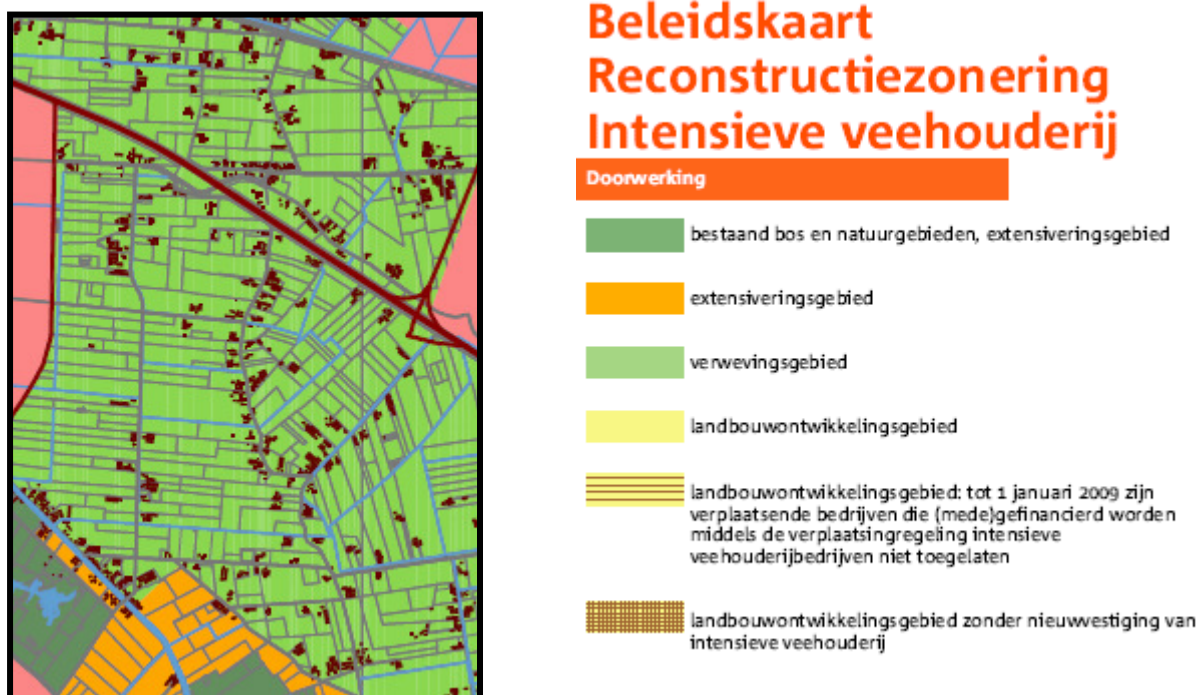 Beleidskaart
Reconstructiezonering
Intensieve veehouderij
Doorwerking
bestaand bos en natuurgebieden, extensiveringsgebied
extensiveringsgebied
verwevingsgebied
landbouwontwikkelingsgebied
landbouwontwikkelingsgebied: tot 1 januari 2009 zijn
verplaatsende bedrijven die (mede)gefinancierd worden
middels de verplaatsingregeling intensieve
veehouderijbedrijven niet toegelaten
landbouwontwikkelingsgebied zonder nieuwvestiging van
intensieve veehouderij